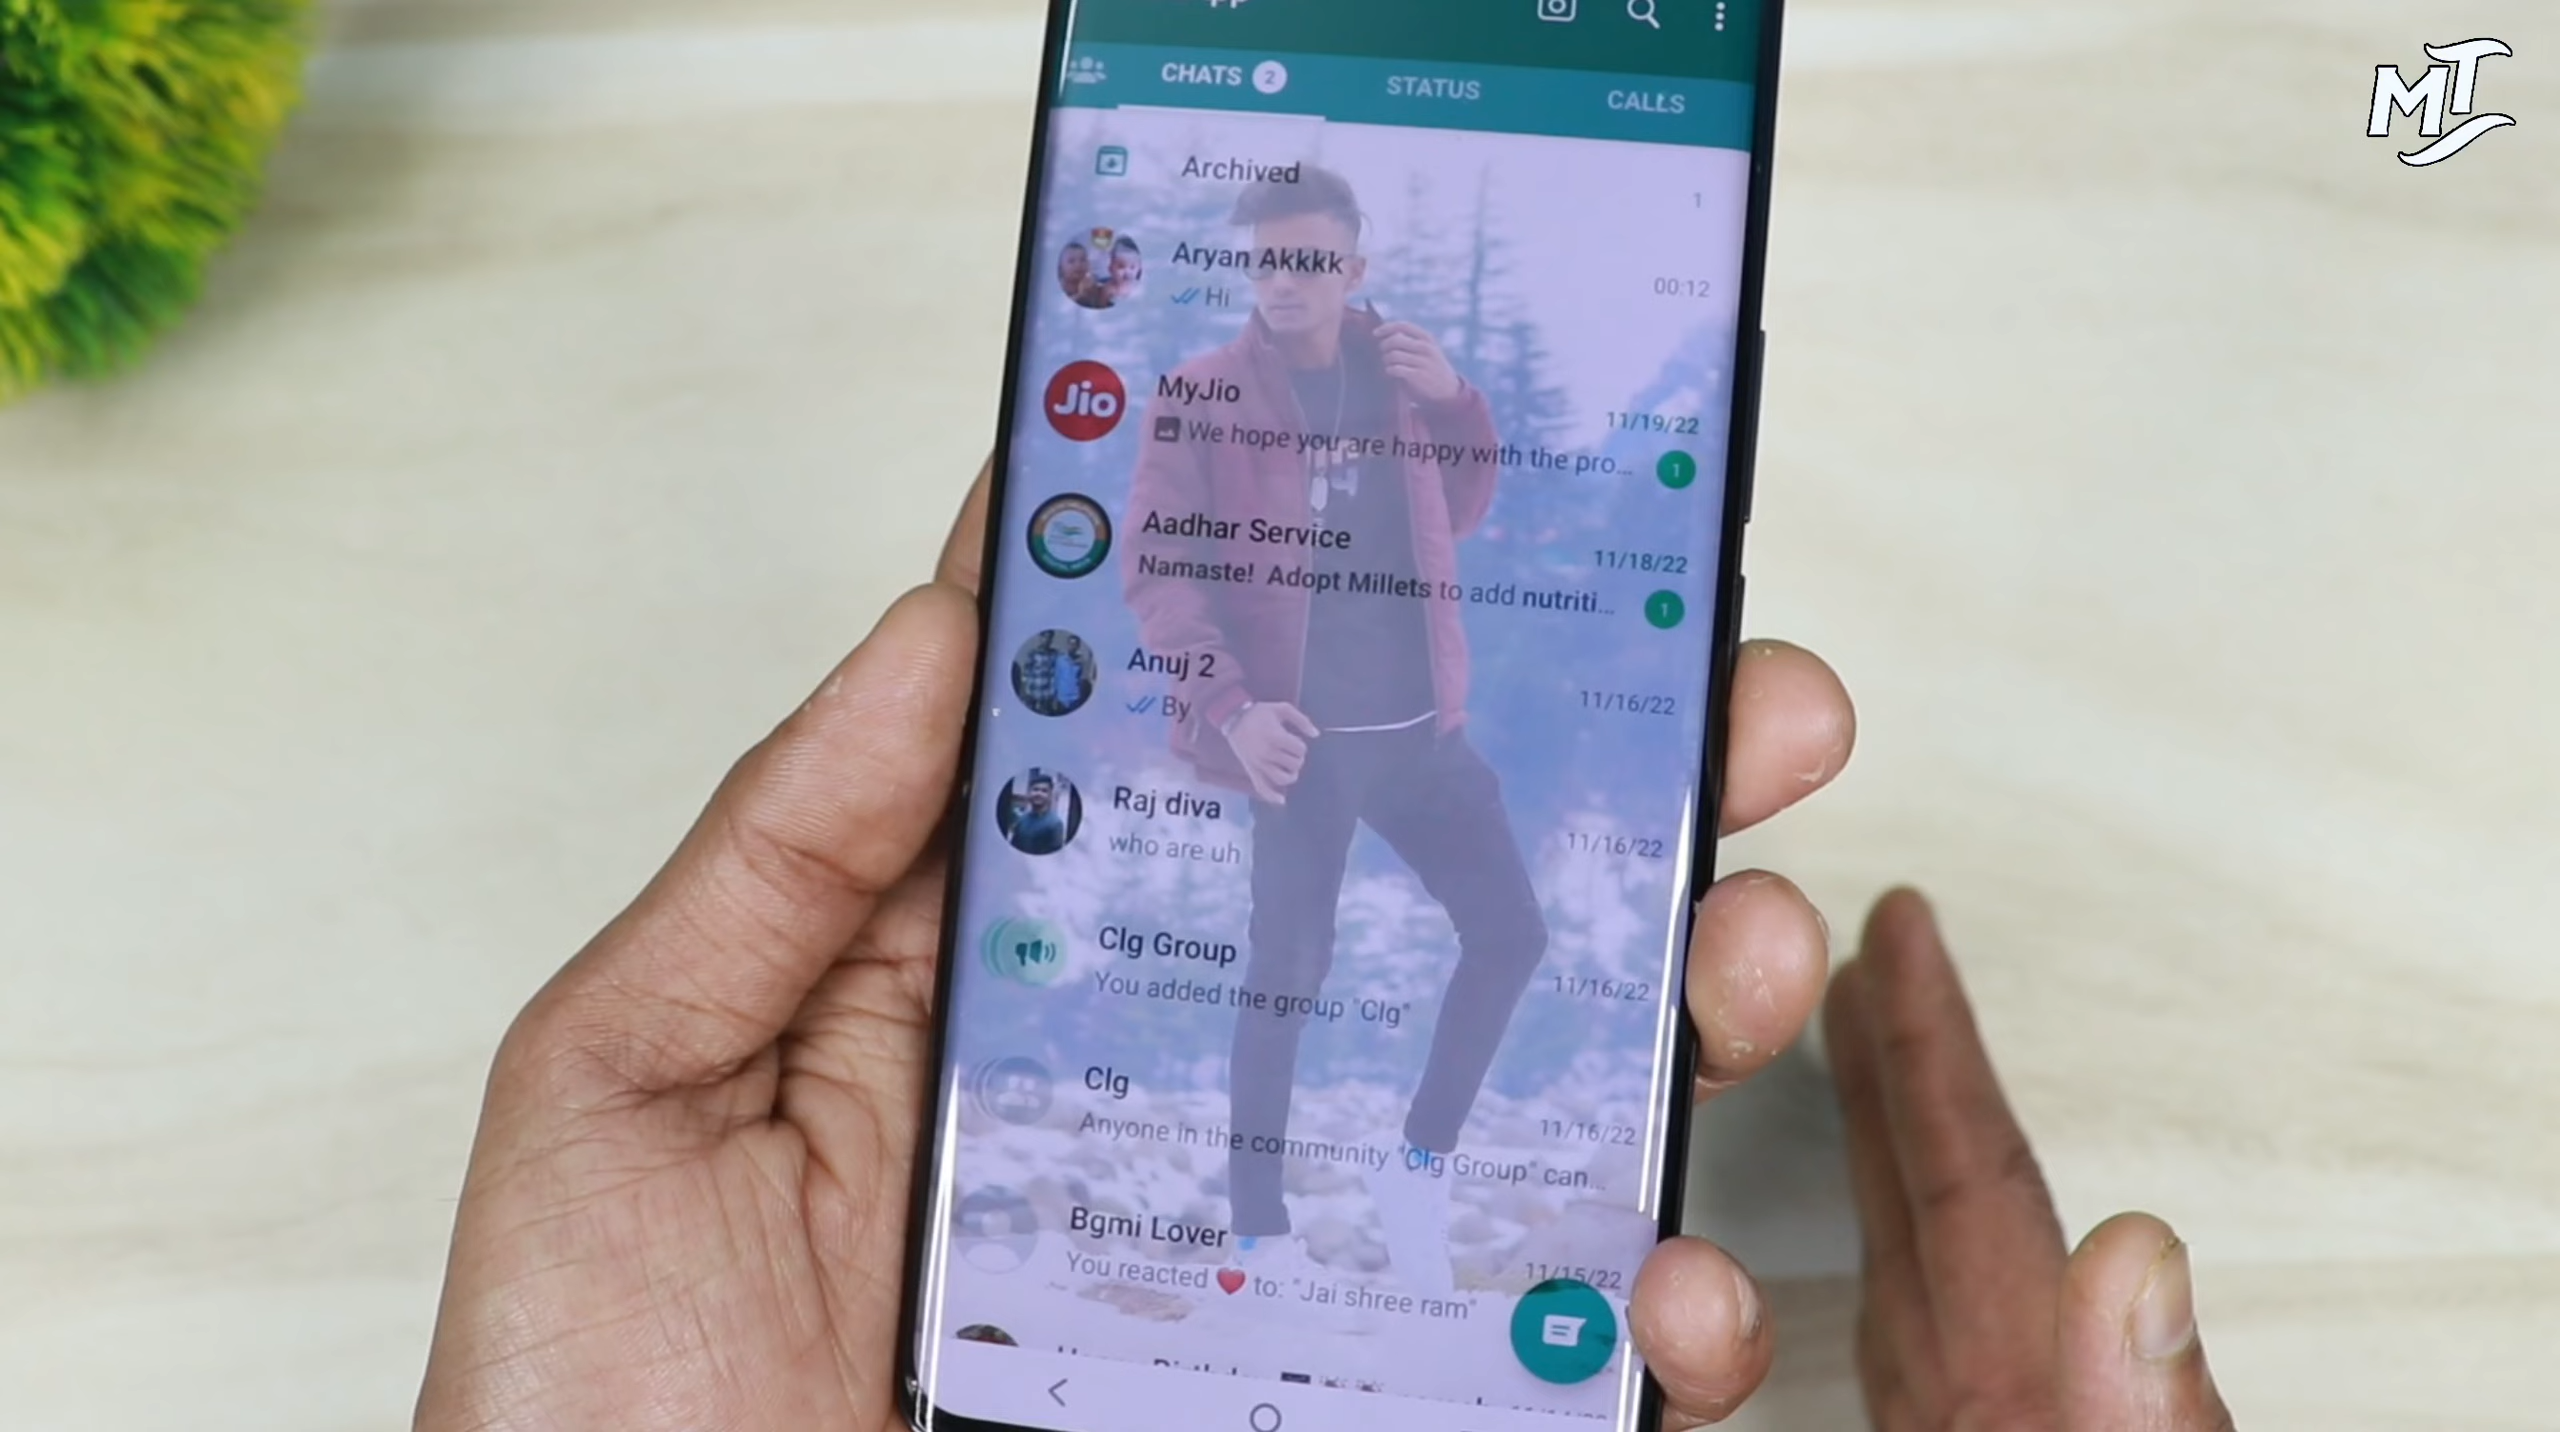 MT
CHATS 2 STATUS CALLS
Archived 1
Aryan Akkkk 00:12
Hi
Jio
MyJio 11/19/22
We hope you are happy with the pro... 1
Aadhar Service 11/18/22
Namaste! Adopt Millets to add nutriti... 1
Anuj 2 11/16/22
By
Raj diva 11/16/22
who are uh
Clg Group 11/16/22
You added the group "Clg"
Clg 11/16/22
Anyone in the community "Clg Group" can...
Bgmi Lover 11/15/22
You reacted ❤️ to: "Jai shree ram"